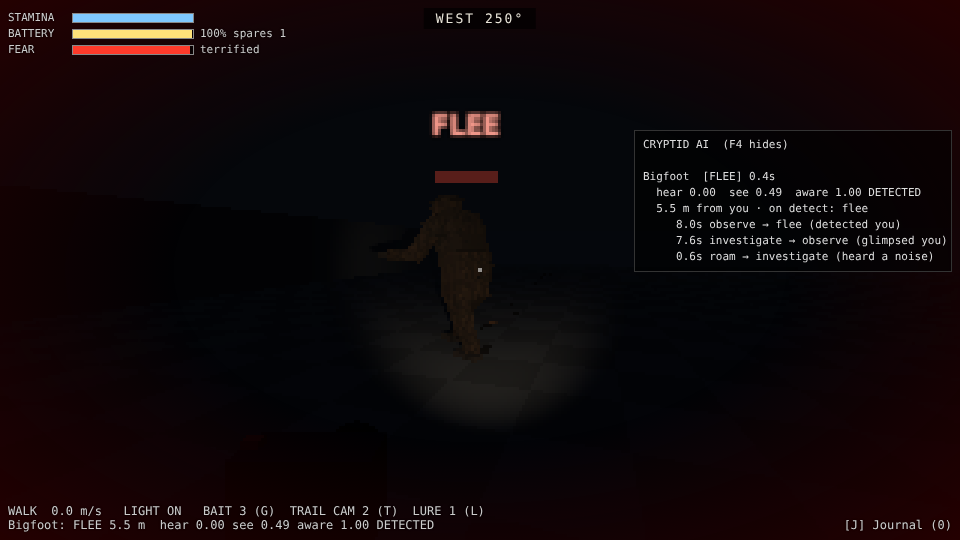 STAMINA
BATTERY 100% spares 1
FEAR terrified
WEST 250°
FLEE
CRYPTID AI (F4 hides)
Bigfoot [FLEE] 0.4s
hear 0.00 see 0.49 aware 1.00 DETECTED
5.5 m from you · on detect: flee
8.0s observe → flee (detected you)
7.6s investigate → observe (glimpsed you)
0.6s roam → investigate (heard a noise)
WALK 0.0 m/s LIGHT ON BAIT 3 (G) TRAIL CAM 2 (T) LURE 1 (L)
Bigfoot: FLEE 5.5 m hear 0.00 see 0.49 aware 1.00 DETECTED
[J] Journal (0)